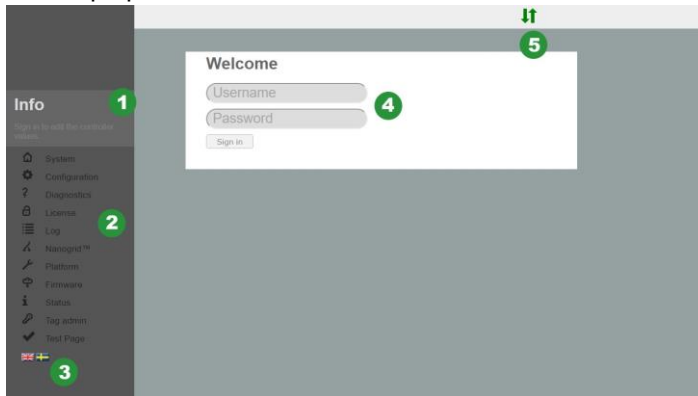 5
Welcome
Username
Password
4
Sign in
Info
1
Sign in to edit the controller
values
System
Configuration
Diagnostics
License
Log
2
Nanogrid™
Platform
Firmware
Status
Tag admin
Test Page
3